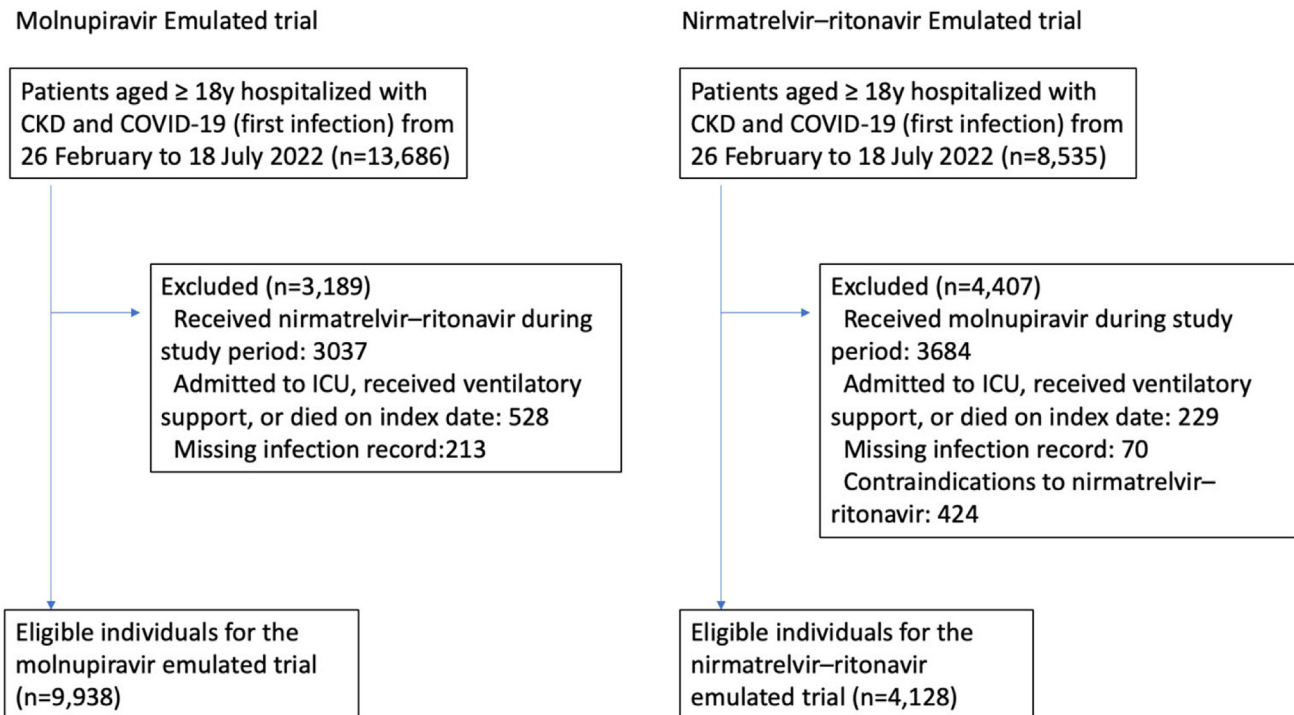 Molnupiravir Emulated trial
Patients aged ≥ 18y hospitalized with
CKD and COVID-19 (first infection) from
26 February to 18 July 2022 (n=13,686)
Excluded (n=3,189)
Received nirmatrelvir–ritonavir during
study period: 3037
Admitted to ICU, received ventilatory
support, or died on index date: 528
Missing infection record:213
Eligible individuals for the
molnupiravir emulated trial
(n=9,938)
Nirmatrelvir–ritonavir Emulated trial
Patients aged ≥ 18y hospitalized with
CKD and COVID-19 (first infection) from
26 February to 18 July 2022 (n=8,535)
Excluded (n=4,407)
Received molnupiravir during study
period: 3684
Admitted to ICU, received ventilatory
support, or died on index date: 229
Missing infection record: 70
Contraindications to nirmatrelvir–
ritonavir: 424
Eligible individuals for the
nirmatrelvir–ritonavir
emulated trial (n=4,128)